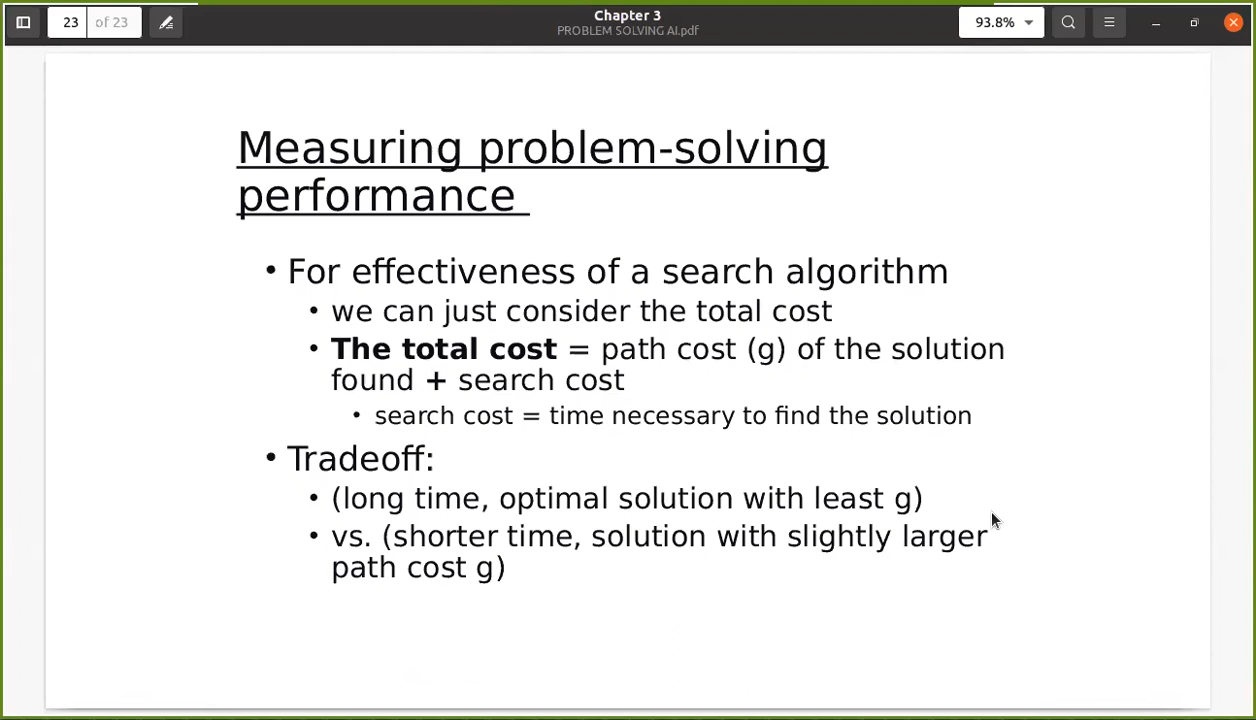 23 of 23
Chapter 3
PROBLEM SOLVING AI.pdf
93.8%
Measuring problem-solving
performance
• For effectiveness of a search algorithm
• we can just consider the total cost
• The total cost = path cost (g) of the solution
found + search cost
• search cost = time necessary to find the solution
• Tradeoff:
• (long time, optimal solution with least g)
• vs. (shorter time, solution with slightly larger
path cost g)